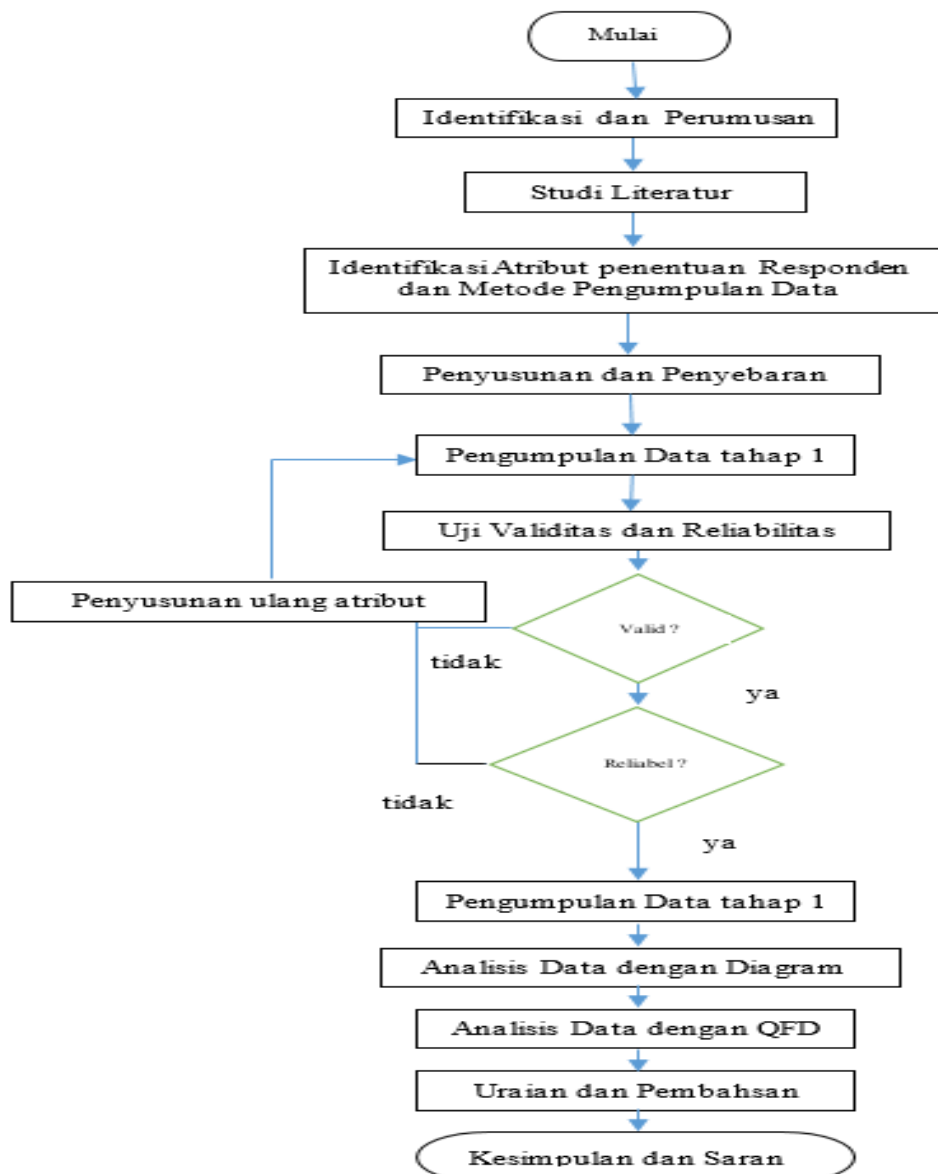 Mulai
Identifikasi dan Perumusan
Studi Literatur
Identifikasi Atribut penentuan Responden
dan Metode Pengumpulan Data
Penyusunan dan Penyebaran
Pengumpulan Data tahap 1
Uji Validitas dan Reliabilitas
Penyusunan ulang atribut
Valid ?
tidak
ya
Reliabel ?
tidak
ya
Pengumpulan Data tahap 1
Analisis Data dengan Diagram
Analisis Data dengan QFD
Uraian dan Pembahsan
Kesimpulan dan Saran